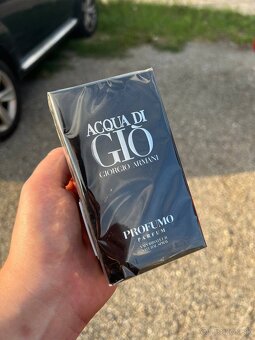 ACQUA DI
GIÒ
GIORGIO ARMANI
PROFUMO
PARFUM